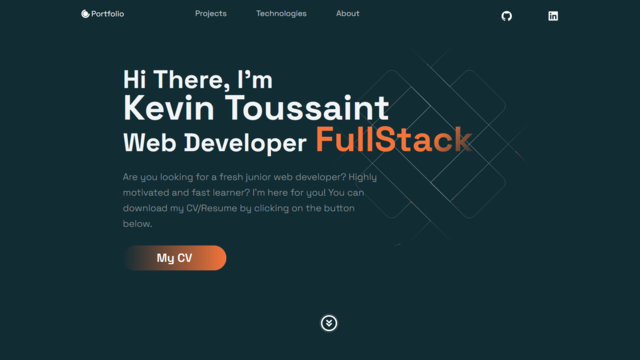 Portfolio
Projects
Technologies
About
Hi There, I'm
Kevin Toussaint
Web Developer FullStack
Are you looking for a fresh junior web developer? Highly
motivated and fast learner? I'm here for you! You can
download my CV/Resume by clicking on the button
below.
My CV